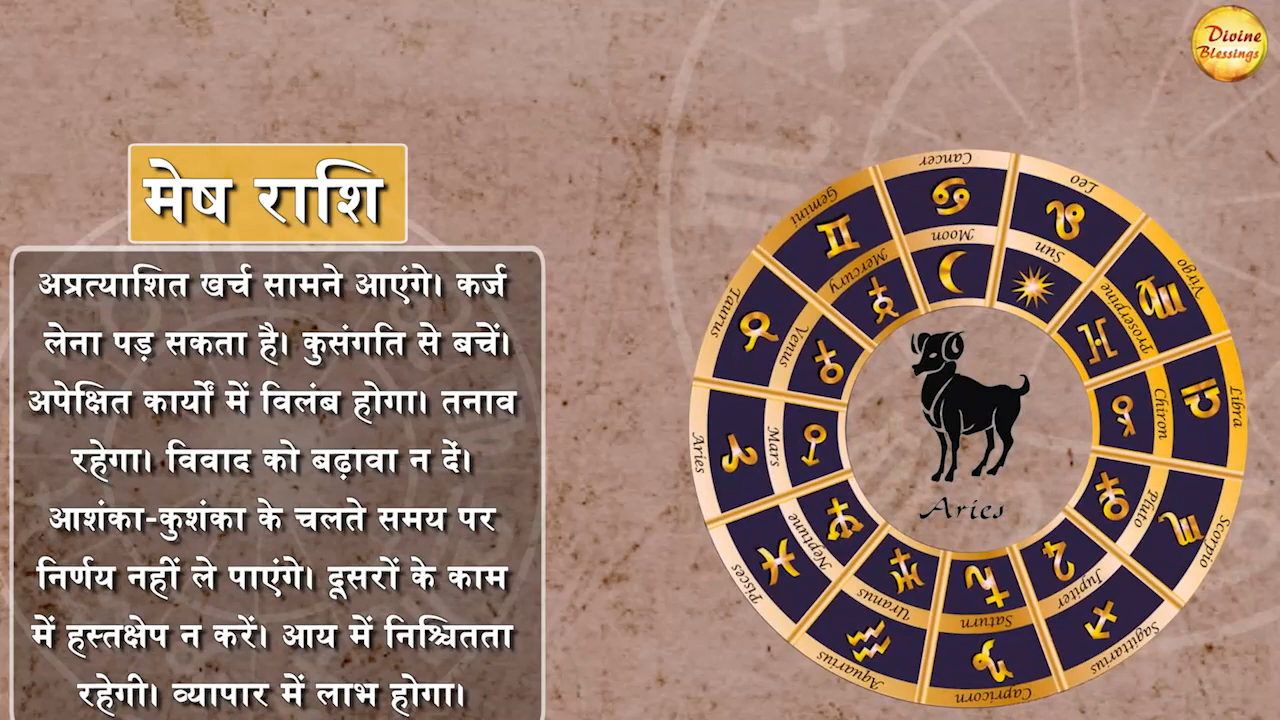 Divine
Blessings
मेष राशि
अप्रत्याशित खर्च सामने आएंगे। कर्ज
लेना पड़ सकता है। कुसंगति से बचें।
अपेक्षित कार्यों में विलंब होगा। तनाव
रहेगा। विवाद को बढ़ावा न दें।
आशंका-कुशंका के चलते समय पर
निर्णय नहीं ले पाएंगे। दूसरों के काम
में हस्तक्षेप न करें। आय में निश्चितता
रहेगी। व्यापार में लाभ होगा।
Cancer
Leo
Virgo
Libra
Scorpio
Sagittarius
Capricorn
Aquarius
Pisces
Aries
Taurus
Gemini
Moon
Sun
Proserpine
Chiron
Pluto
Jupiter
Saturn
Uranus
Neptune
Mars
Venus
Mercury
Aries